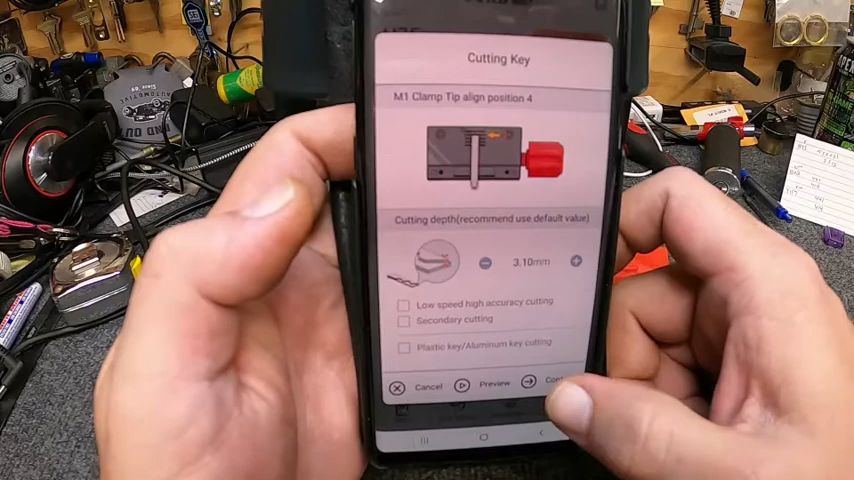 Cutting Key
M1 Clamp Tip align position 4
Cutting depth(recommend use default value)
3.10mm
Low speed high accuracy cutting
Secondary cutting
Plastic key/Aluminum key cutting
Cancel
Preview
AUTOMOTIVE